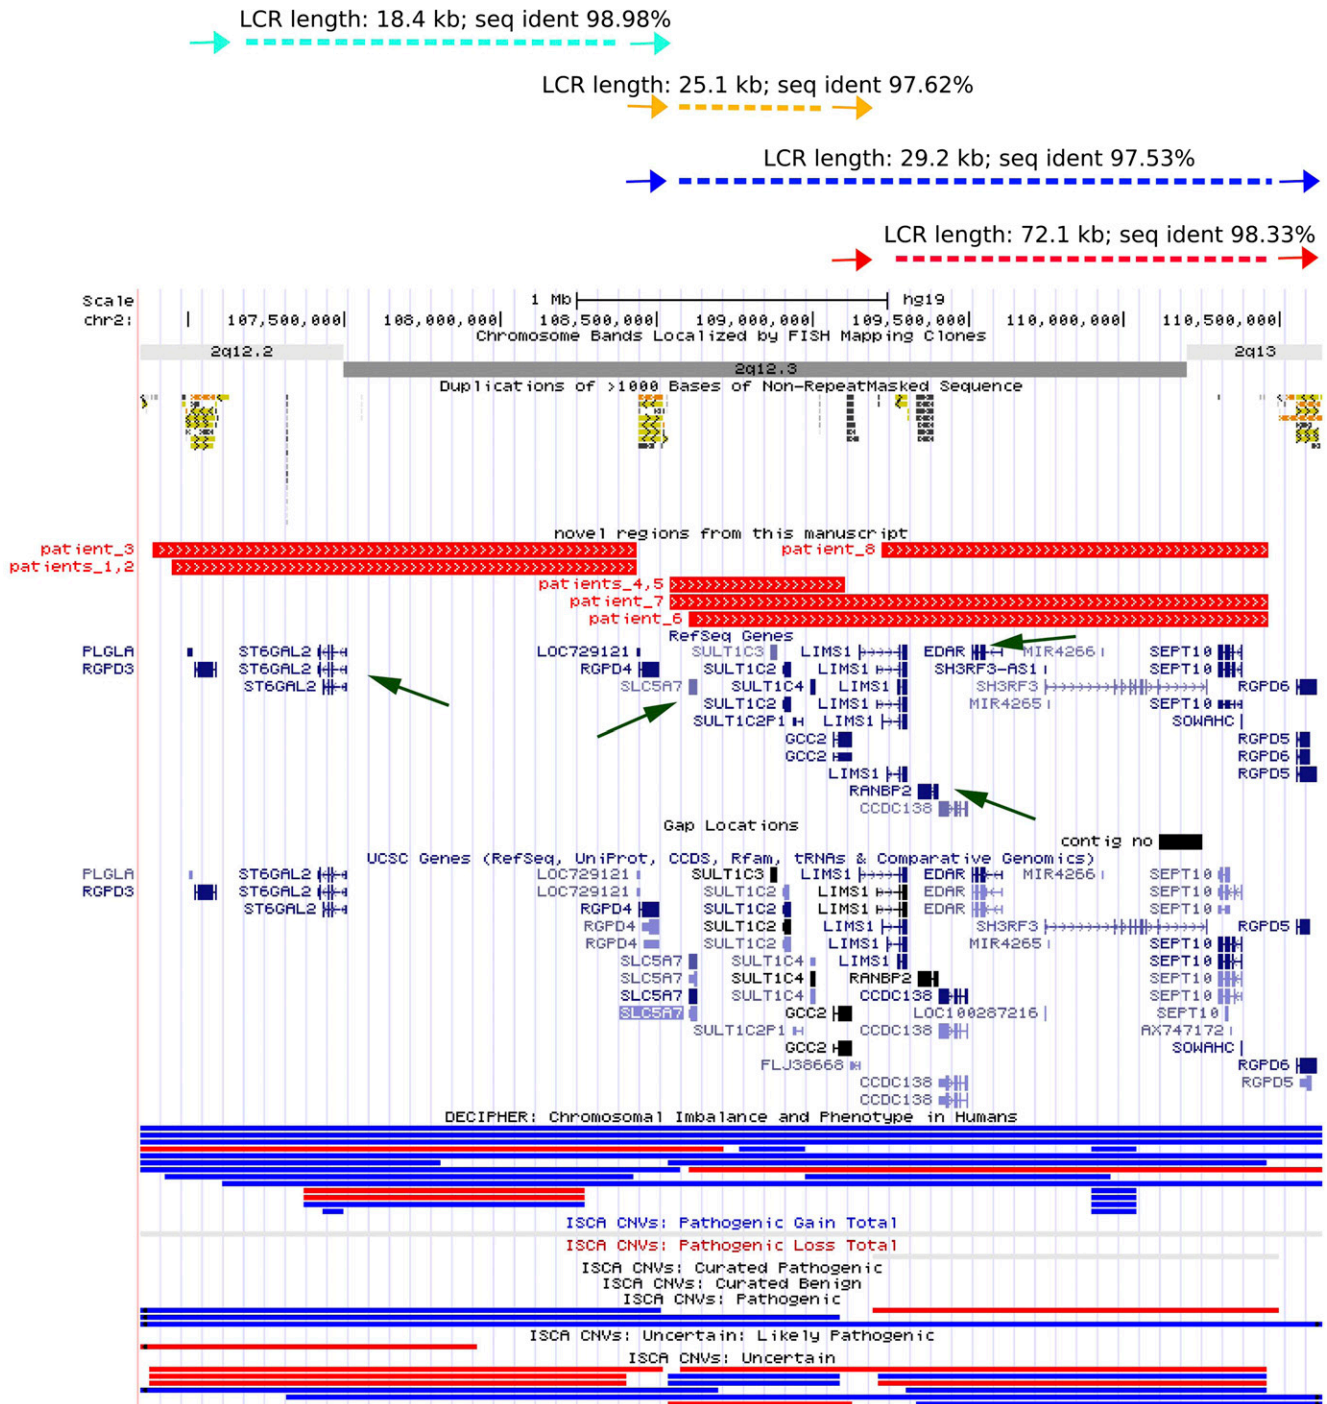 LCR length: 18.4 kb; seq ident 98.98%
LCR length: 25.1 kb; seq ident 97.62%
LCR length: 29.2 kb; seq ident 97.53%
LCR length: 72.1 kb; seq ident 98.33%
Scale 1 Mb hg19
chr2: 107,500,000 108,000,000 108,500,000 109,000,000 109,500,000 110,000,000 110,500,000
Chromosome Bands Localized by FISH Mapping Clones
2q12.2 2q13
2q12.3
Duplications of >1000 Bases of Non-RepeatMasked Sequence
novel regions from this manuscript
patient_3 patient_8
patients_1,2
patients_4,5
patient_7
patient_6
RefSeq Genes
PLGLA ST6GAL2 LOC729121 SULT1C3 LIMS1 EDAR MIR4266 SEPT10
RGPD3 ST6GAL2 RGPD4 SULT1C2 LIMS1 SH3RF3-AS1 SEPT10
ST6GAL2 SLC5A7 SULT1C4 LIMS1 SH3RF3 RGPD6
SULT1C2 LIMS1 MIR4265 SEPT10
SULT1C2P1 LIMS1 SOWAHC
GCC2 RGPD5
GCC2 RGPD6
LIMS1 RGPD5
RANBP2
CCDC138
Gap Locations
contig no
UCSC Genes (RefSeq, UniProt, CCDS, Rfam, tRNAs & Comparative Genomics)
PLGLA ST6GAL2 LOC729121 SULT1C3 LIMS1 EDAR MIR4266 SEPT10
RGPD3 ST6GAL2 LOC729121 SULT1C2 LIMS1 EDAR SEPT10
ST6GAL2 RGPD4 SULT1C2 LIMS1 EDAR SEPT10
RGPD4 SULT1C2 LIMS1 SH3RF3 RGPD5
RGPD4 SULT1C2 LIMS1 MIR4265 SEPT10
SLC5A7 SULT1C4 LIMS1 SEPT10
SLC5A7 SULT1C4 RANBP2 SEPT10
SLC5A7 SULT1C4 CCDC138 SEPT10
SLC5A7 GCC2 LOC100287216 SEPT10
SULT1C2P1 CCDC138 AX747172
GCC2 SOWAHC
FLJ38668 RGPD6
CCDC138 RGPD5
CCDC138
DECIPHER: Chromosomal Imbalance and Phenotype in Humans
ISCA CNVs: Pathogenic Gain Total
ISCA CNVs: Pathogenic Loss Total
ISCA CNVs: Curated Pathogenic
ISCA CNVs: Curated Benign
ISCA CNVs: Pathogenic
ISCA CNVs: Uncertain: Likely Pathogenic
ISCA CNVs: Uncertain